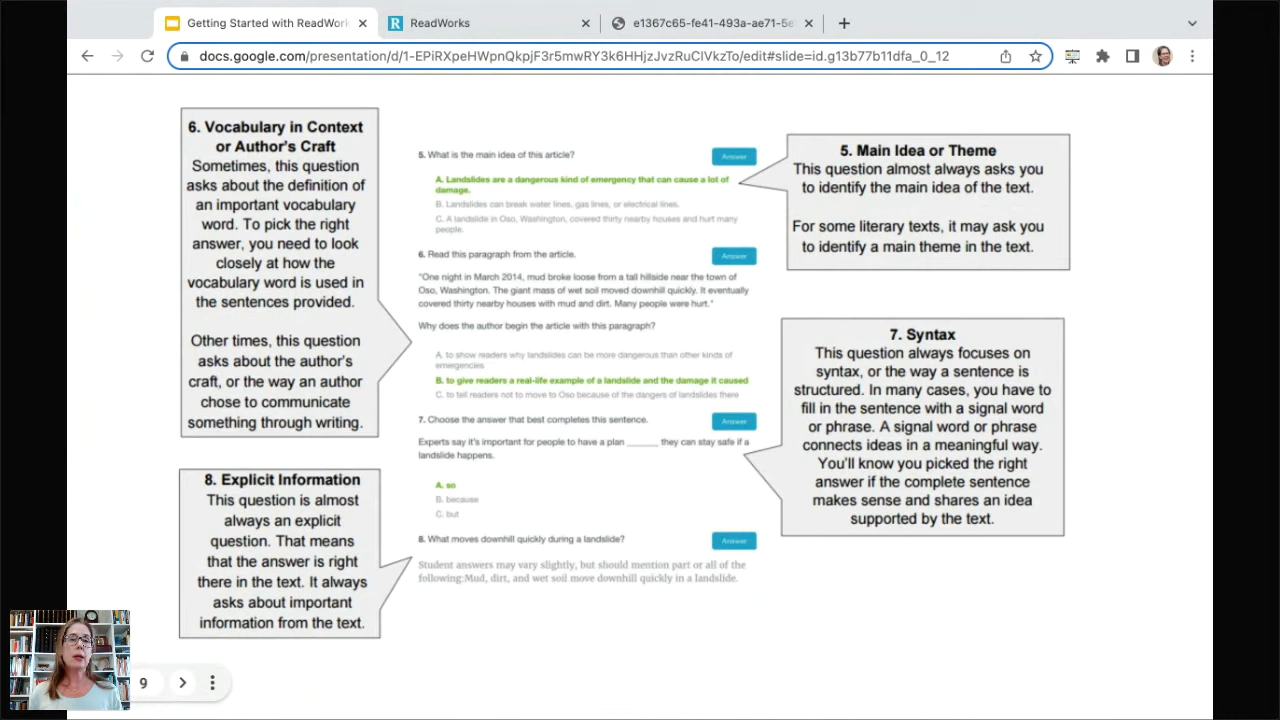 Getting Started with ReadWork
ReadWorks
e1367c65-fe41-493a-ae71-5e
docs.google.com/presentation/d/1-EPiRXpeHWpnQkpjF3r5mwRY3k6HHjzJvzRuClVkzTo/edit#slide=id.g13b77b11dfa_0_12
6. Vocabulary in Context
or Author's Craft
Sometimes, this question
asks about the definition of
an important vocabulary
word. To pick the right
answer, you need to look
closely at how the
vocabulary word is used in
the sentences provided.
Other times, this question
asks about the author's
craft, or the way an author
chose to communicate
something through writing.
8. Explicit Information
This question is almost
always an explicit
question. That means
that the answer is right
there in the text. It always
asks about important
information from the text.
5. What is the main idea of this article?
Answer
A. Landslides are a dangerous kind of emergency that can cause a lot of
damage.
B. Landslides can break water lines, gas lines, or electrical lines.
C. A landslide in Oso, Washington, covered thirty nearby houses and hurt many
people.
6. Read this paragraph from the article.
Answer
"One night in March 2014, mud broke loose from a tall hillside near the town of
Oso, Washington. The giant mass of wet soil moved downhill quickly. It eventually
covered thirty nearby houses with mud and dirt. Many people were hurt."
Why does the author begin the article with this paragraph?
A. to show readers why landslides can be more dangerous than other kinds of
emergencies
B. to give readers a real-life example of a landslide and the damage it caused
C. to tell readers not to move to Oso because of the dangers of landslides there
7. Choose the answer that best completes this sentence.
Answer
Experts say it's important for people to have a plan ______ they can stay safe if a
landslide happens.
A. so
B. because
C. but
8. What moves downhill quickly during a landslide?
Answer
Student answers may vary slightly, but should mention part or all of the
following:Mud, dirt, and wet soil move downhill quickly in a landslide.
5. Main Idea or Theme
This question almost always asks you
to identify the main idea of the text.
For some literary texts, it may ask you
to identify a main theme in the text.
7. Syntax
This question always focuses on
syntax, or the way a sentence is
structured. In many cases, you have to
fill in the sentence with a signal word
or phrase. A signal word or phrase
connects ideas in a meaningful way.
You'll know you picked the right
answer if the complete sentence
makes sense and shares an idea
supported by the text.
9